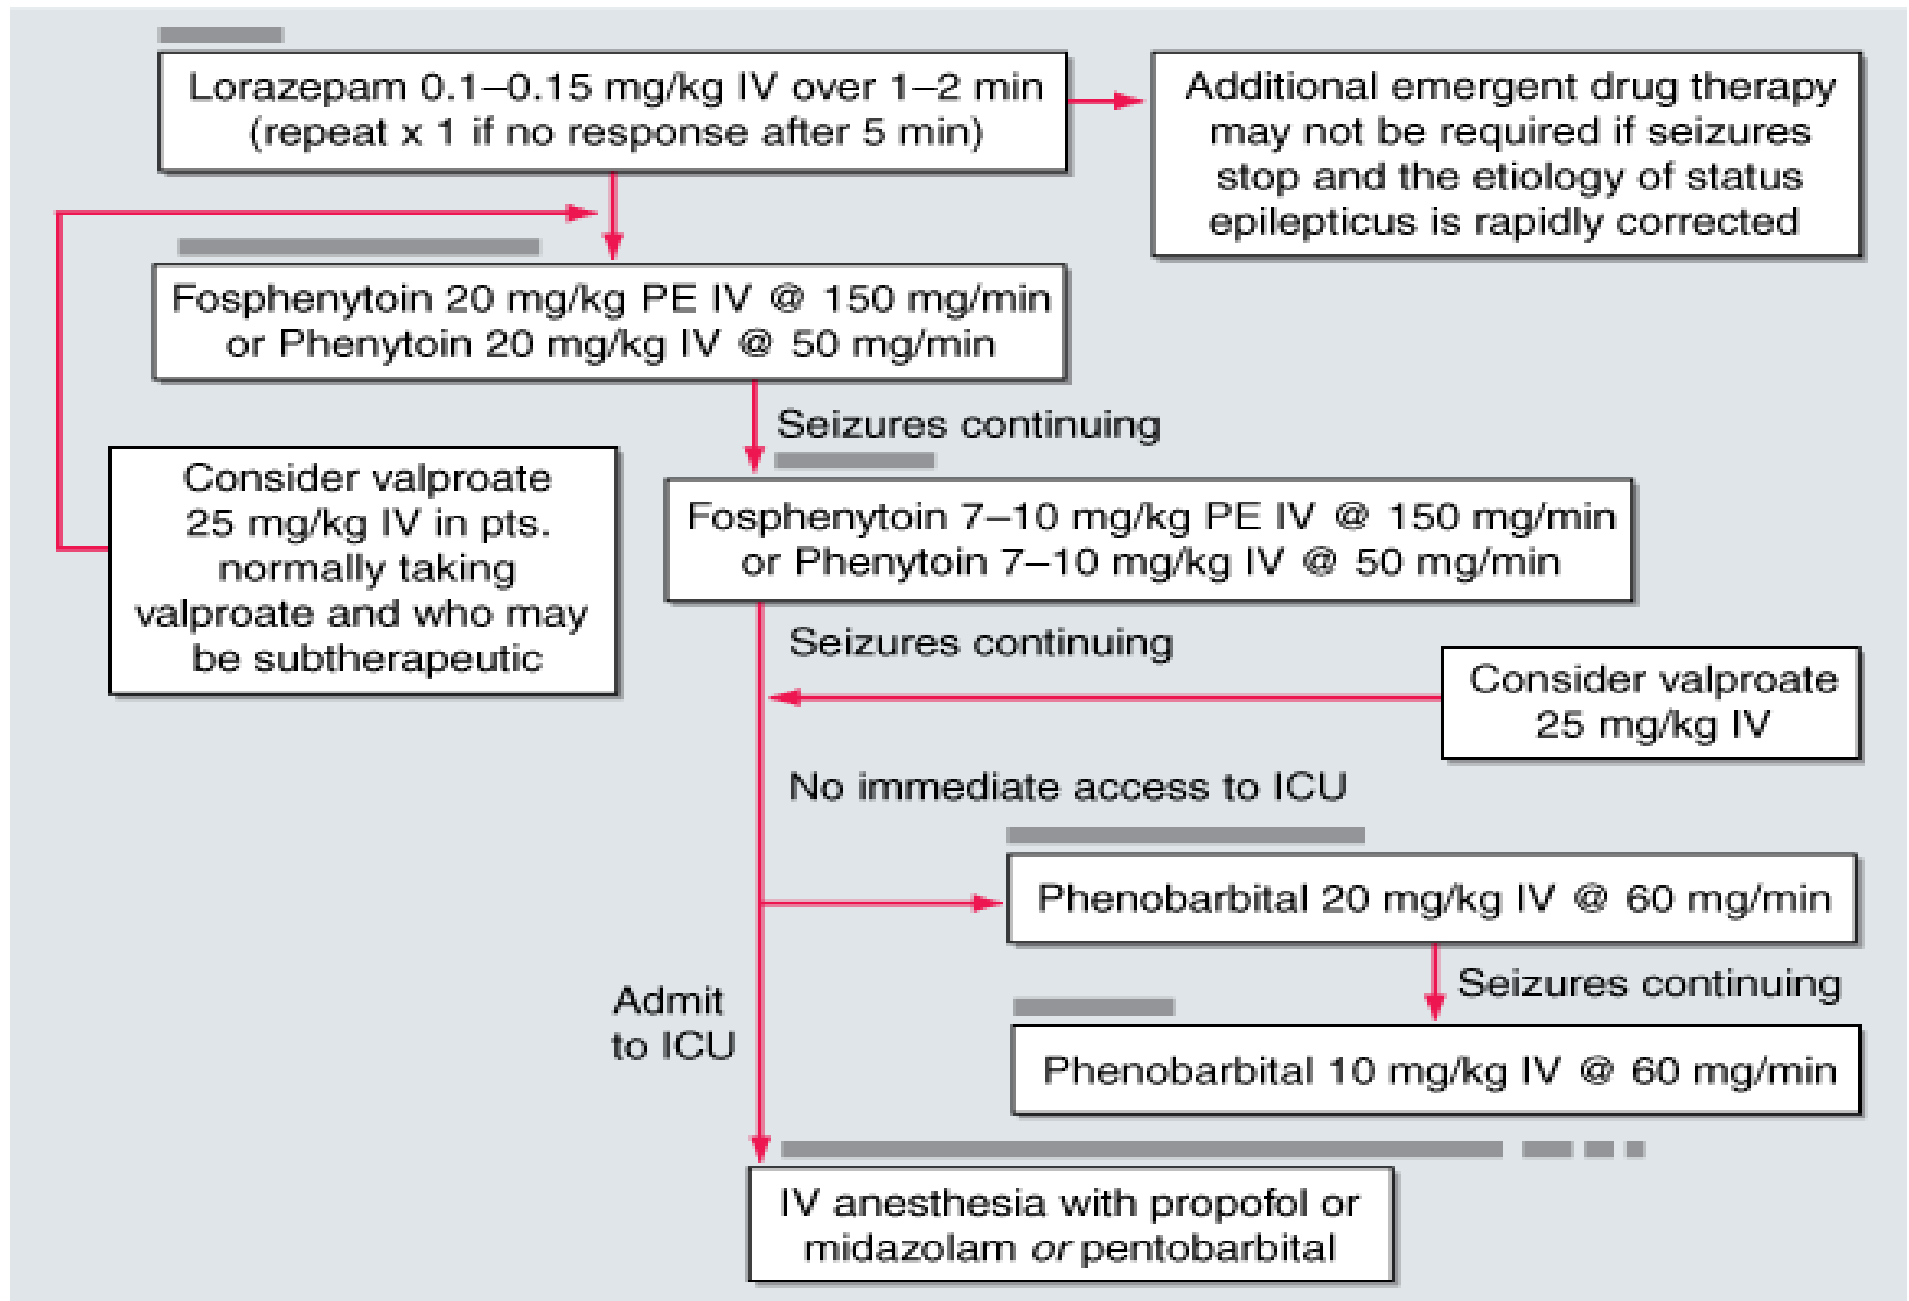 Lorazepam 0.1–0.15 mg/kg IV over 1–2 min
(repeat x 1 if no response after 5 min)
Additional emergent drug therapy
may not be required if seizures
stop and the etiology of status
epilepticus is rapidly corrected
Fosphenytoin 20 mg/kg PE IV @ 150 mg/min
or Phenytoin 20 mg/kg IV @ 50 mg/min
Seizures continuing
Consider valproate
25 mg/kg IV in pts.
normally taking
valproate and who may
be subtherapeutic
Fosphenytoin 7–10 mg/kg PE IV @ 150 mg/min
or Phenytoin 7–10 mg/kg IV @ 50 mg/min
Seizures continuing
Consider valproate
25 mg/kg IV
No immediate access to ICU
Phenobarbital 20 mg/kg IV @ 60 mg/min
Seizures continuing
Admit
to ICU
Phenobarbital 10 mg/kg IV @ 60 mg/min
IV anesthesia with propofol or
midazolam or pentobarbital